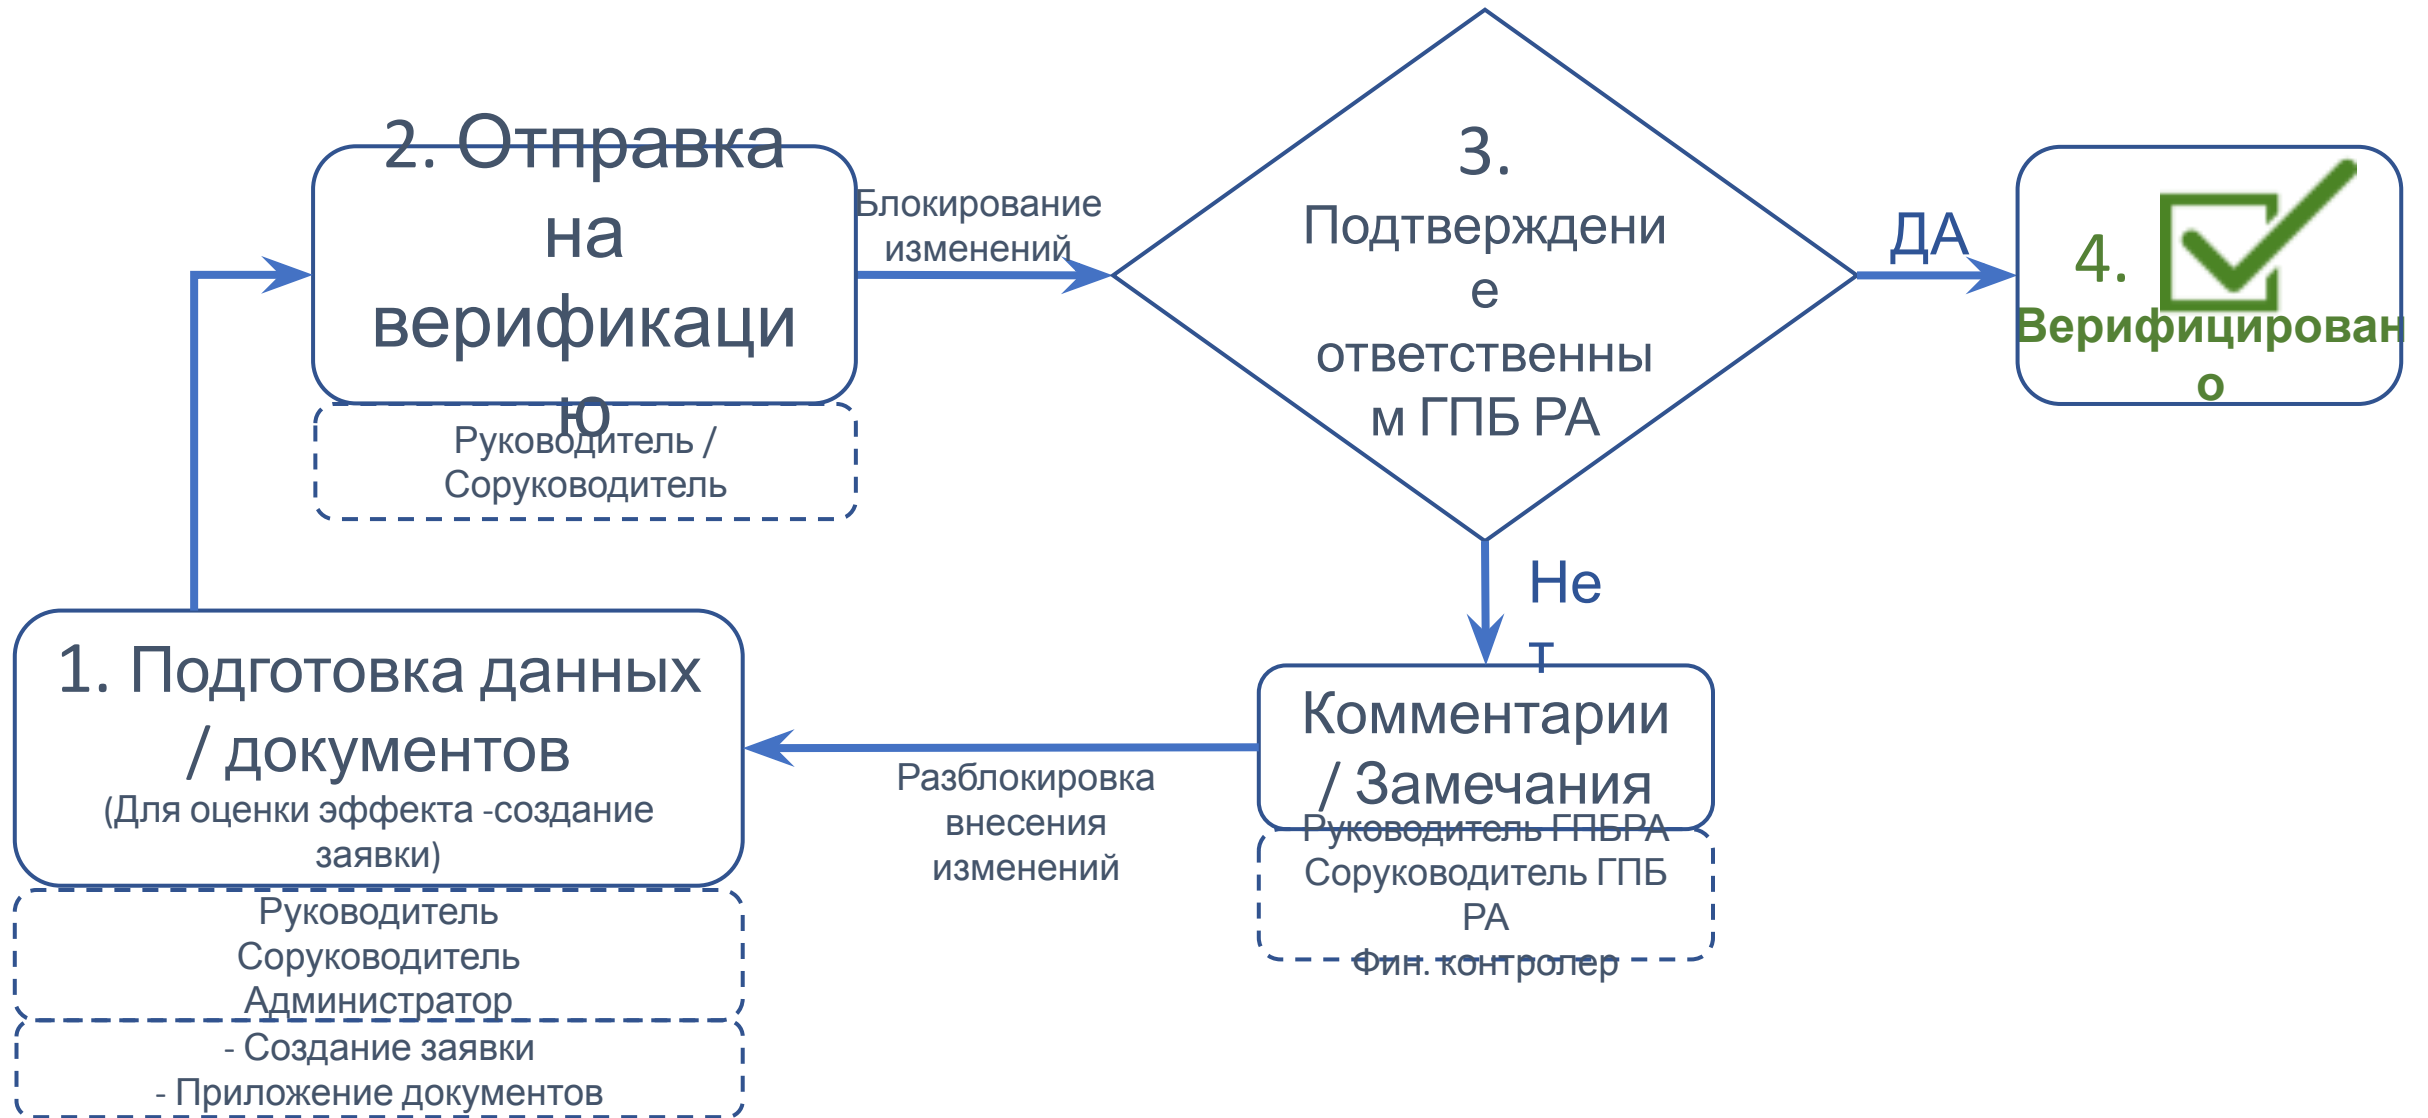 2. Отправка
на
верификаци
ю
Руководитель /
Соруководитель
Блокирование
изменений
3.
Подтверждени
е
ответственны
м ГПБ РА
ДА
4.
Верифицирован
о
Не
т
Комментарии
/ Замечания
Руководитель ГПБРА
Соруководитель ГПБ
РА
Фин. контролер
Разблокировка
внесения
изменений
1. Подготовка данных
/ документов
(Для оценки эффекта -создание
заявки)
Руководитель
Соруководитель
Администратор
- Создание заявки
- Приложение документов